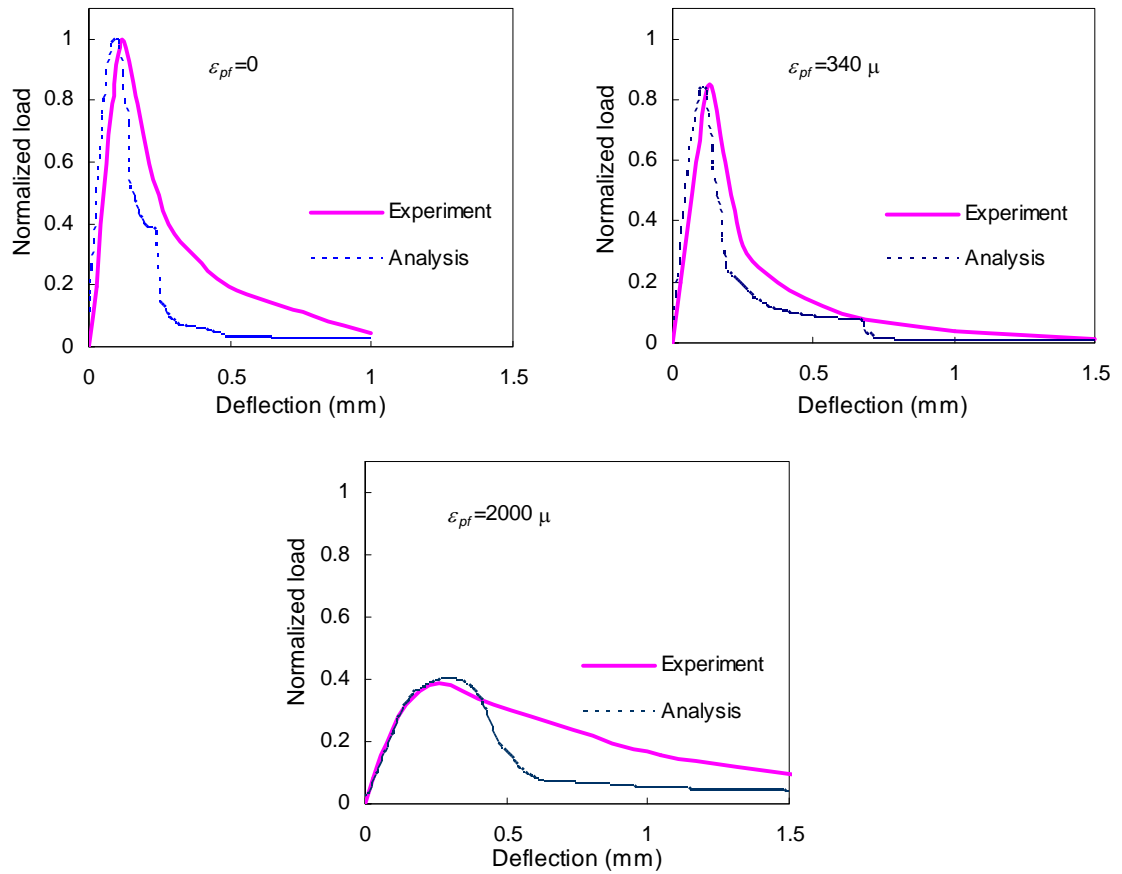 1
0.8
0.6
0.4
0.2
0
Normalized load
ε_pf=0
Experiment
Analysis
0
0.5
1
1.5
Deflection (mm)
1
0.8
0.6
0.4
0.2
0
Normalized load
ε_pf=340 μ
Experiment
Analysis
0
0.5
1
1.5
Deflection (mm)
1
0.8
0.6
0.4
0.2
0
Normalized load
ε_pf=2000 μ
Experiment
Analysis
0
0.5
1
1.5
Deflection (mm)